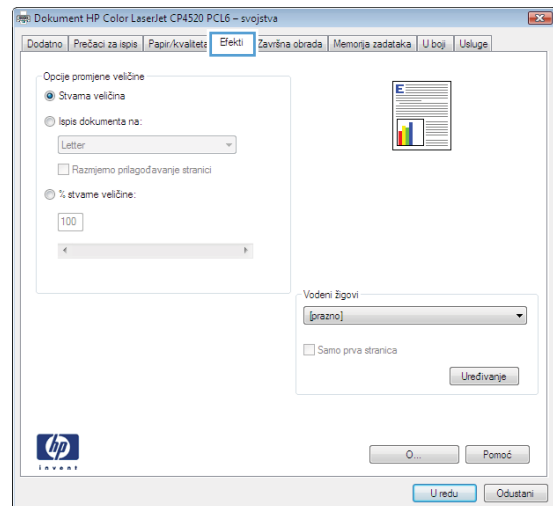 Dokument HP Color LaserJet CP4520 PCL6 – svojstva
Dodatno Prečaci za ispis Papir/kvaliteta Efekti Završna obrada Memorija zadataka U boji Usluge
Opcije promjene veličine
Stvarna veličina
Ispis dokumenta na:
Letter
Razmjerno prilagođavanje stranici
% stvarne veličine:
100
E
Vodeni žigovi
[prazno]
Samo prva stranica
Uređivanje
hp
invent
O... Pomoć
U redu Odustani